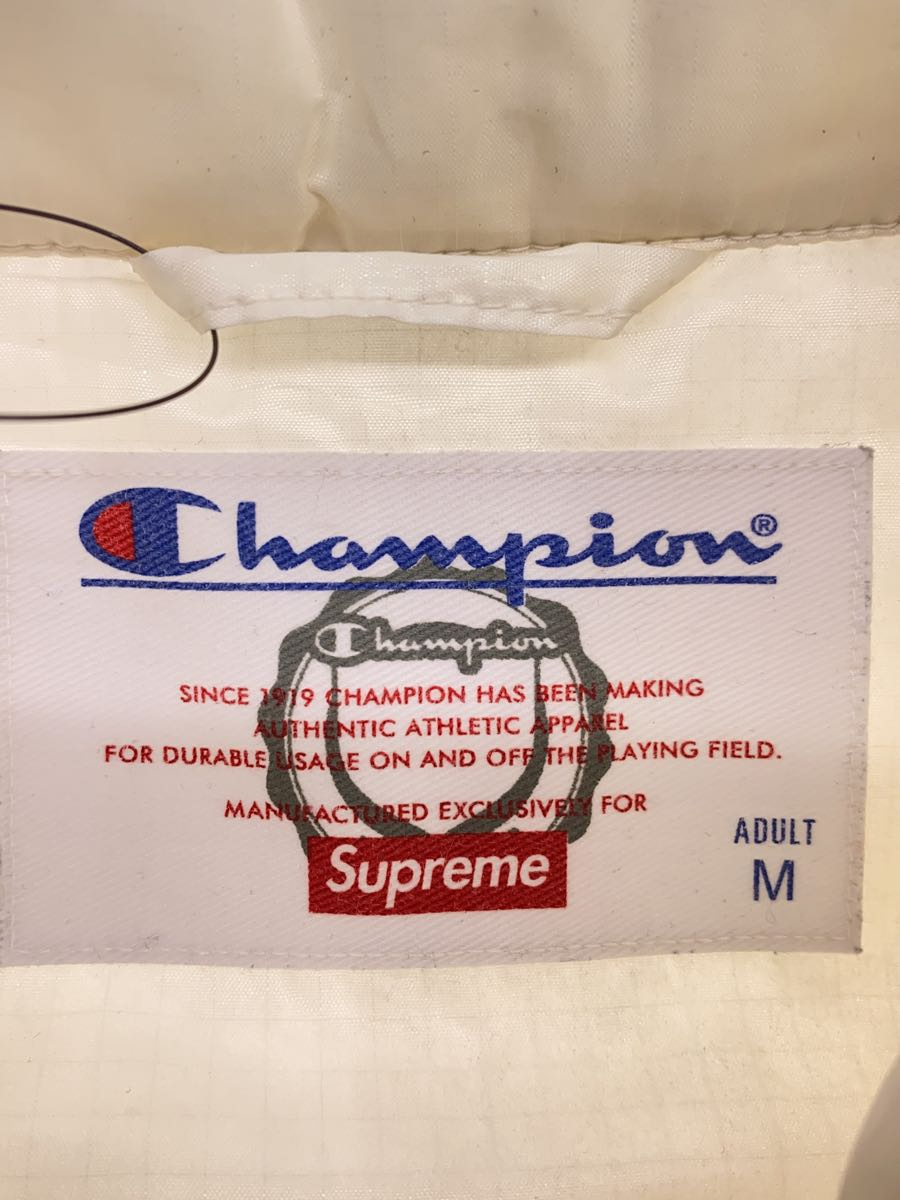 Champion®
Champion
SINCE 1919 CHAMPION HAS BEEN MAKING
AUTHENTIC ATHLETIC APPAREL
FOR DURABLE USAGE ON AND OFF THE PLAYING FIELD.
MANUFACTURED EXCLUSIVELY FOR
Supreme
ADULT
M